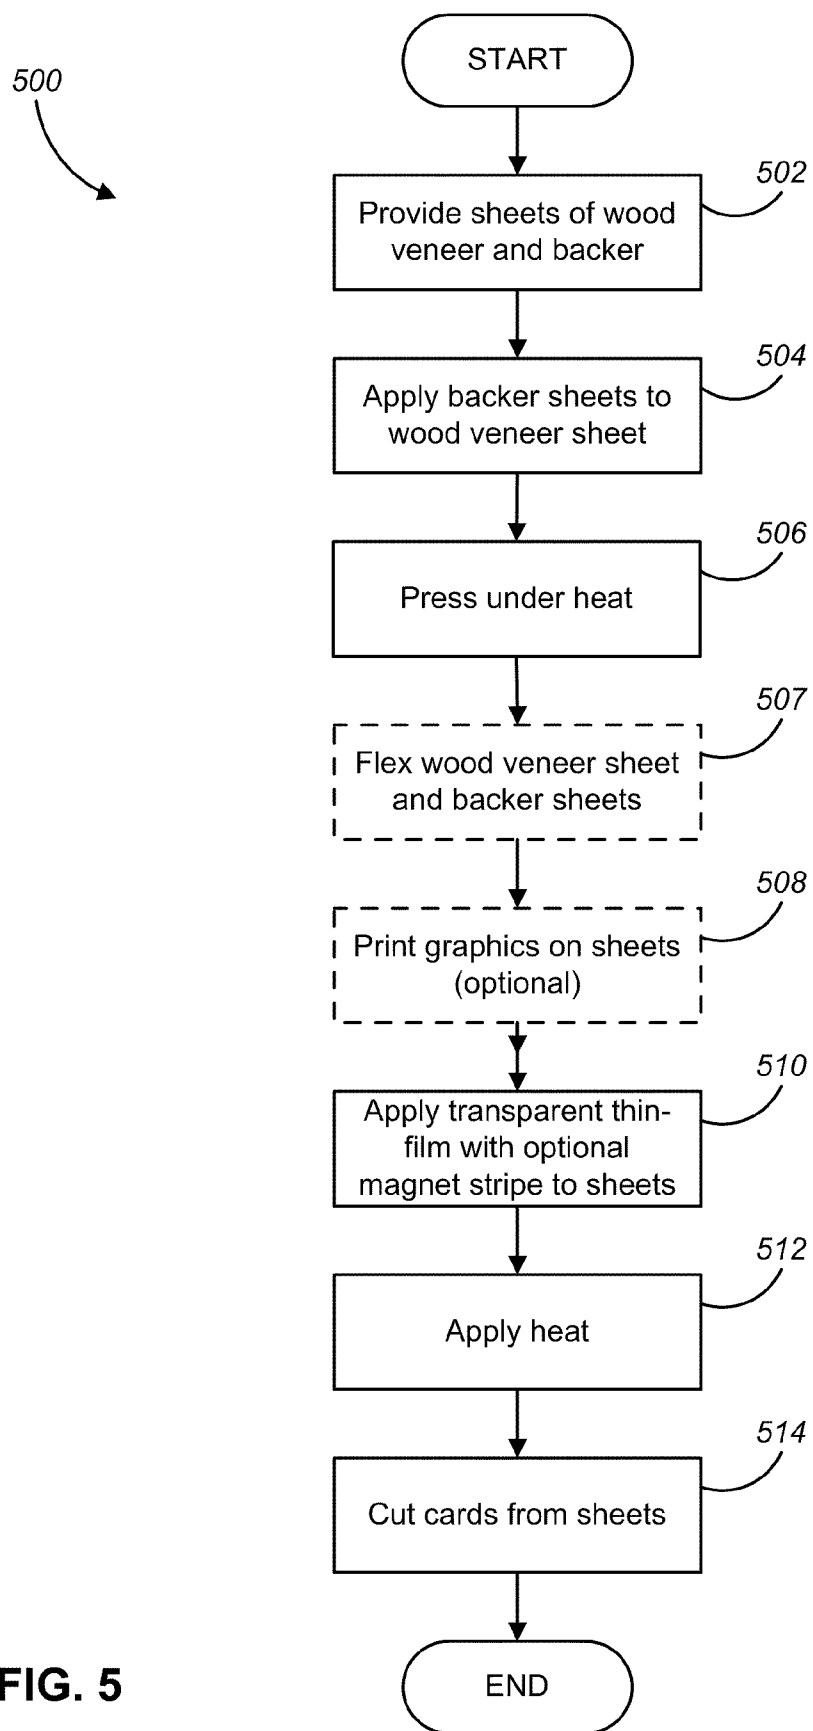 START
500
502
Provide sheets of wood
veneer and backer
504
Apply backer sheets to
wood veneer sheet
506
Press under heat
507
Flex wood veneer sheet
and backer sheets
508
Print graphics on sheets
(optional)
510
Apply transparent thin-
film with optional
magnet stripe to sheets
512
Apply heat
514
Cut cards from sheets
END
FIG. 5